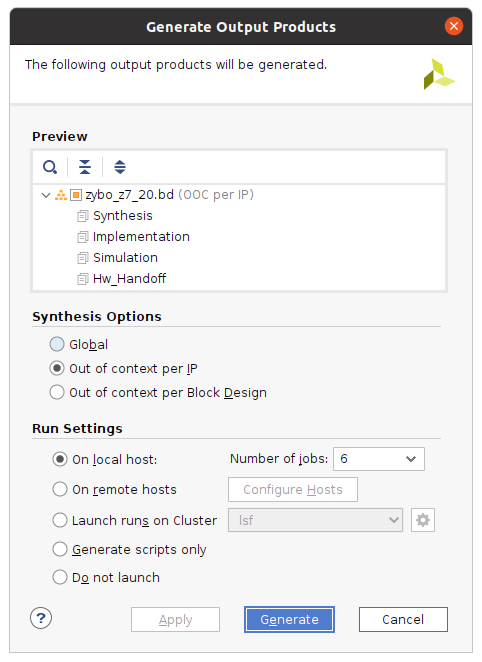 Generate Output Products
The following output products will be generated.
Preview
zybo_z7_20.bd (OOC per IP)
Synthesis
Implementation
Simulation
Hw_Handoff
Synthesis Options
Global
Out of context per IP
Out of context per Block Design
Run Settings
On local host: Number of jobs: 6
On remote hosts Configure Hosts
Launch runs on Cluster lsf
Generate scripts only
Do not launch
? Apply Generate Cancel